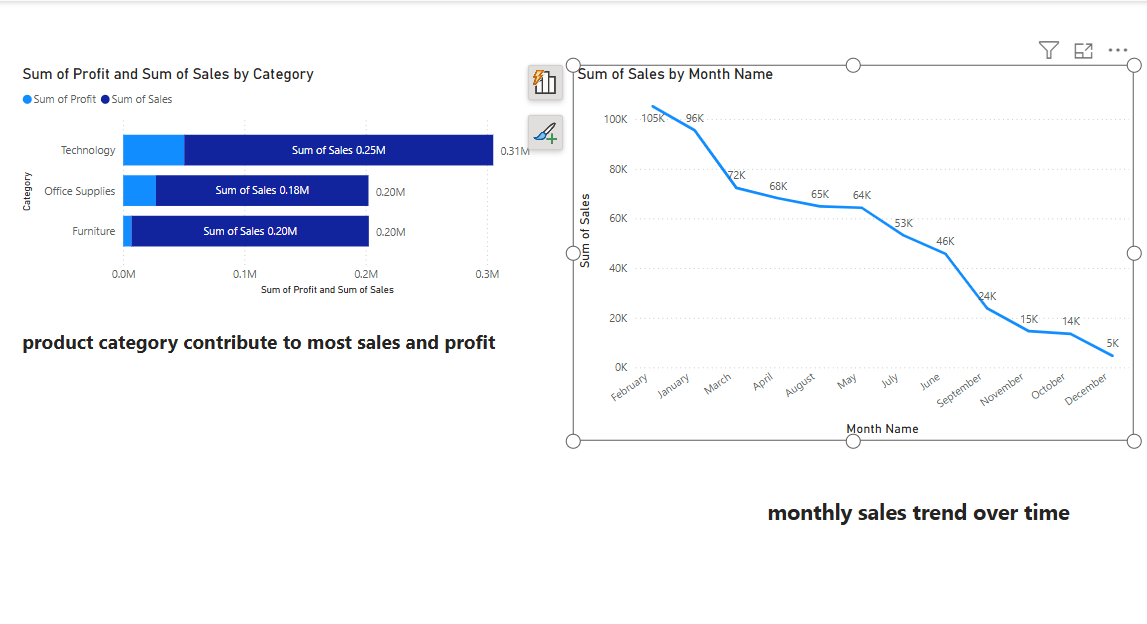 Sum of Profit and Sum of Sales by Category
Sum of Profit Sum of Sales
Category
Technology
Sum of Sales 0.25M
0.31M
Office Supplies
Sum of Sales 0.18M
0.20M
Furniture
Sum of Sales 0.20M
0.20M
0.0M 0.1M 0.2M 0.3M
Sum of Profit and Sum of Sales
product category contribute to most sales and profit
Sum of Sales by Month Name
Sum of Sales
100K
80K
60K
40K
20K
0K
105K
96K
72K
68K
65K
64K
53K
46K
24K
15K
14K
5K
February
January
March
April
August
May
July
June
September
November
October
December
Month Name
monthly sales trend over time